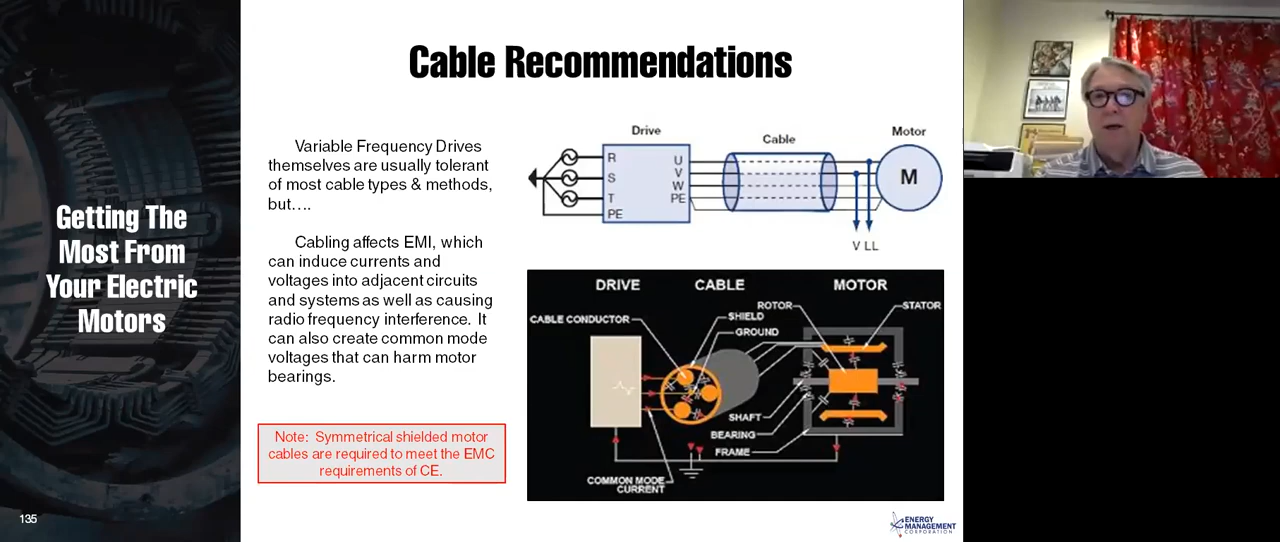 Cable Recommendations
Getting The
Most From
Your Electric
Motors
135
Variable Frequency Drives
themselves are usually tolerant
of most cable types & methods,
but….
Cabling affects EMI, which
can induce currents and
voltages into adjacent circuits
and systems as well as causing
radio frequency interference. It
can also create common mode
voltages that can harm motor
bearings.
Note: Symmetrical shielded motor
cables are required to meet the EMC
requirements of CE.
Drive
Cable
Motor
R
S
T
PE
U
V
W
PE
M
V LL
DRIVE
CABLE
MOTOR
CABLE CONDUCTOR
SHIELD
GROUND
ROTOR
STATOR
SHAFT
BEARING
FRAME
COMMON MODE
CURRENT
ENERGY
MANAGEMENT
CORPORATION